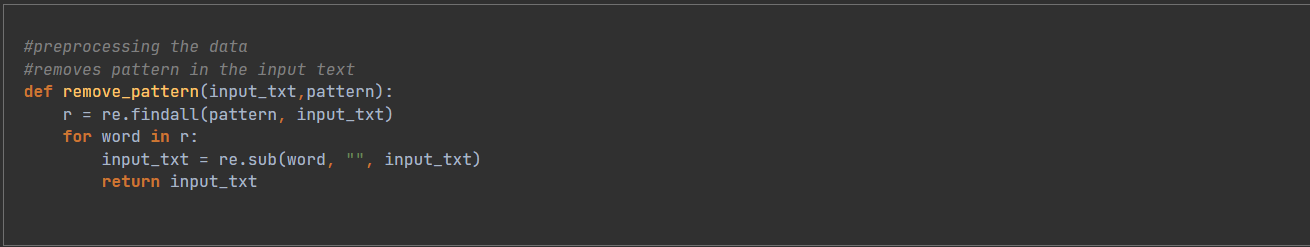 #preprocessing the data
#removes pattern in the input text
def remove_pattern(input_txt,pattern):
    r = re.findall(pattern, input_txt)
    for word in r:
        input_txt = re.sub(word, "", input_txt)
        return input_txt